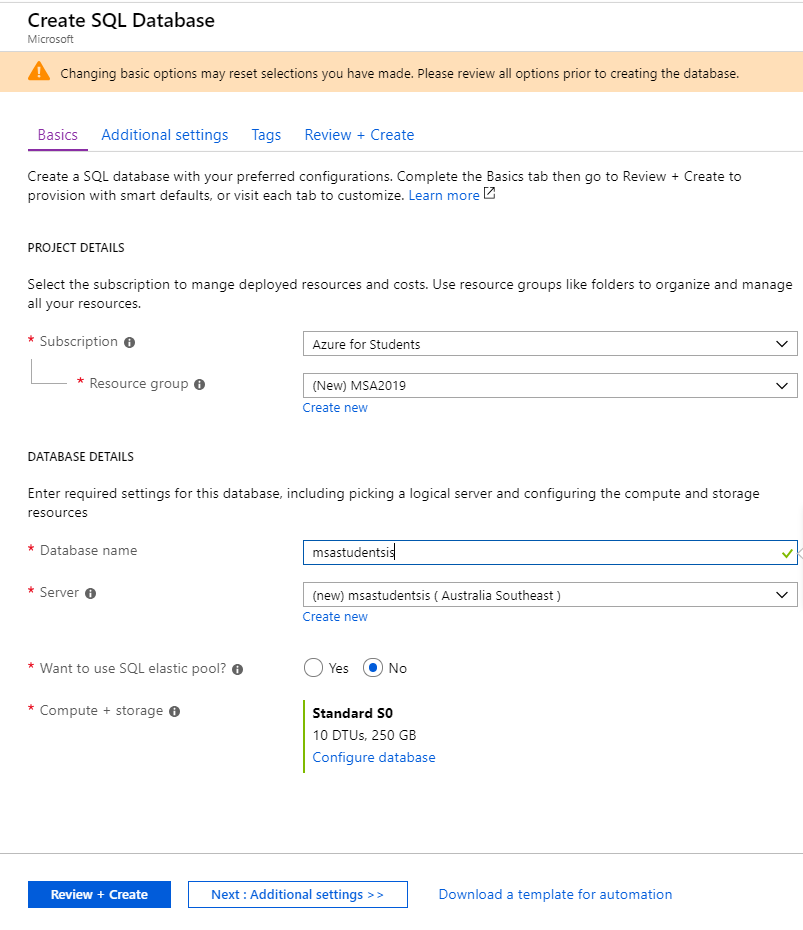 Create SQL Database
Microsoft
Changing basic options may reset selections you have made. Please review all options prior to creating the database.
Basics Additional settings Tags Review + Create
Create a SQL database with your preferred configurations. Complete the Basics tab then go to Review + Create to
provision with smart defaults, or visit each tab to customize. Learn more
PROJECT DETAILS
Select the subscription to mange deployed resources and costs. Use resource groups like folders to organize and manage
all your resources.
* Subscription Azure for Students
* Resource group (New) MSA2019
Create new
DATABASE DETAILS
Enter required settings for this database, including picking a logical server and configuring the compute and storage
resources
* Database name msastudentsis
* Server (new) msastudentsis ( Australia Southeast )
Create new
* Want to use SQL elastic pool? Yes No
* Compute + storage Standard S0
10 DTUs, 250 GB
Configure database
Review + Create Next : Additional settings >> Download a template for automation